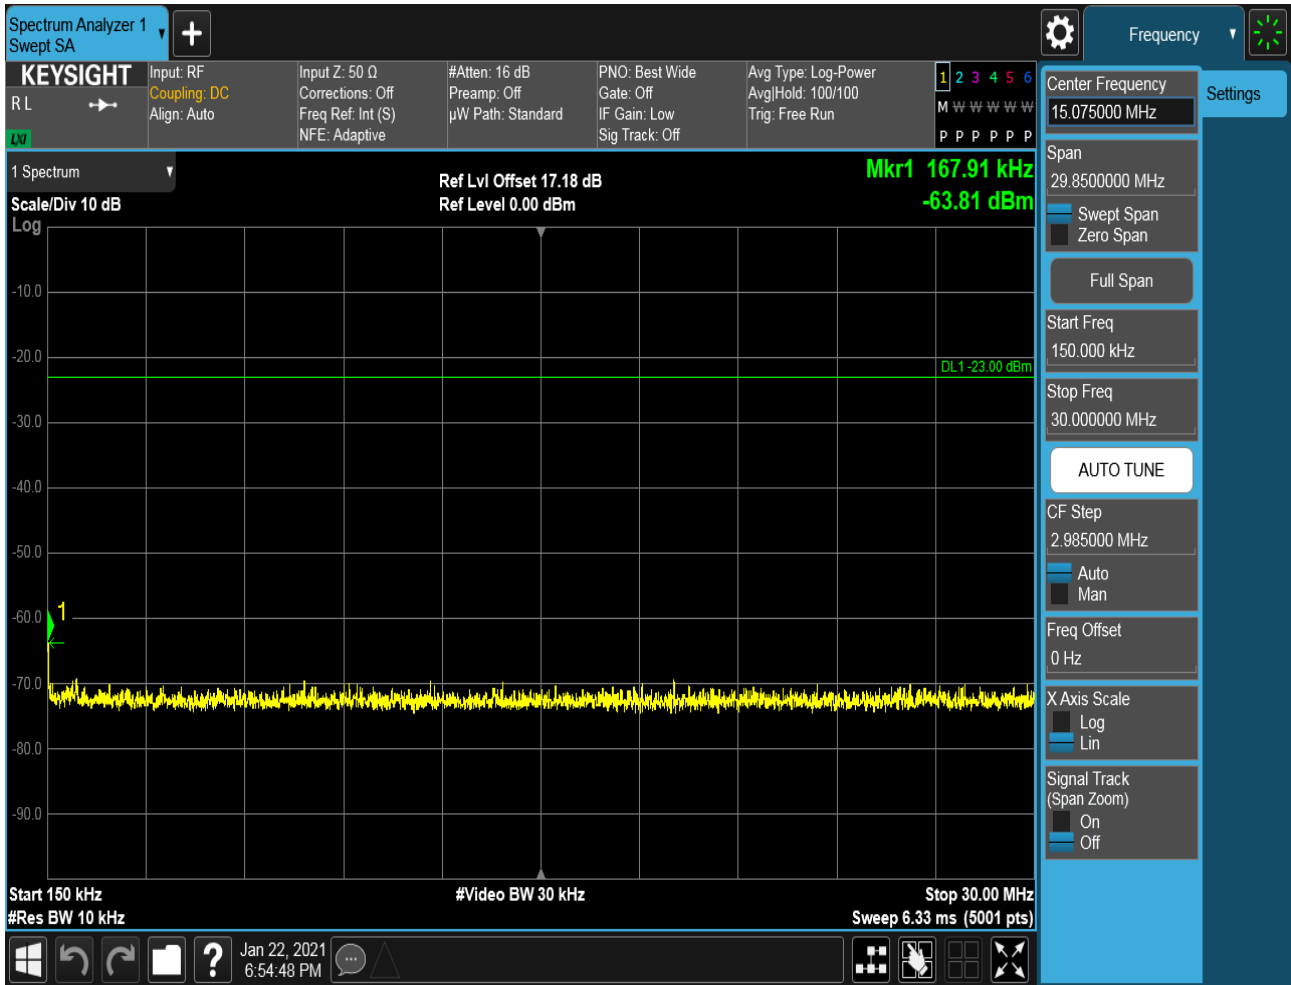 Spectrum Analyzer 1
Swept SA
Frequency
KEYSIGHT
R L
LXI
Input: RF
Coupling: DC
Align: Auto
Input Z: 50 Ω
Corrections: Off
Freq Ref: Int (S)
NFE: Adaptive
#Atten: 16 dB
Preamp: Off
µW Path: Standard
PNO: Best Wide
Gate: Off
IF Gain: Low
Sig Track: Off
Avg Type: Log-Power
Avg|Hold: 100/100
Trig: Free Run
1 2 3 4 5 6
M W W W W W
P P P P P P
1 Spectrum
Scale/Div 10 dB
Log
Ref Lvl Offset 17.18 dB
Ref Level 0.00 dBm
Mkr1 167.91 kHz
-63.81 dBm
-10.0
-20.0
DL1 -23.00 dBm
-30.0
-40.0
-50.0
-60.0
1
-70.0
-80.0
-90.0
Start 150 kHz
#Video BW 30 kHz
Stop 30.00 MHz
#Res BW 10 kHz
Sweep 6.33 ms (5001 pts)
?
Jan 22, 2021
6:54:48 PM
Center Frequency
15.075000 MHz
Settings
Span
29.8500000 MHz
Swept Span
Zero Span
Full Span
Start Freq
150.000 kHz
Stop Freq
30.000000 MHz
AUTO TUNE
CF Step
2.985000 MHz
Auto
Man
Freq Offset
0 Hz
X Axis Scale
Log
Lin
Signal Track
(Span Zoom)
On
Off